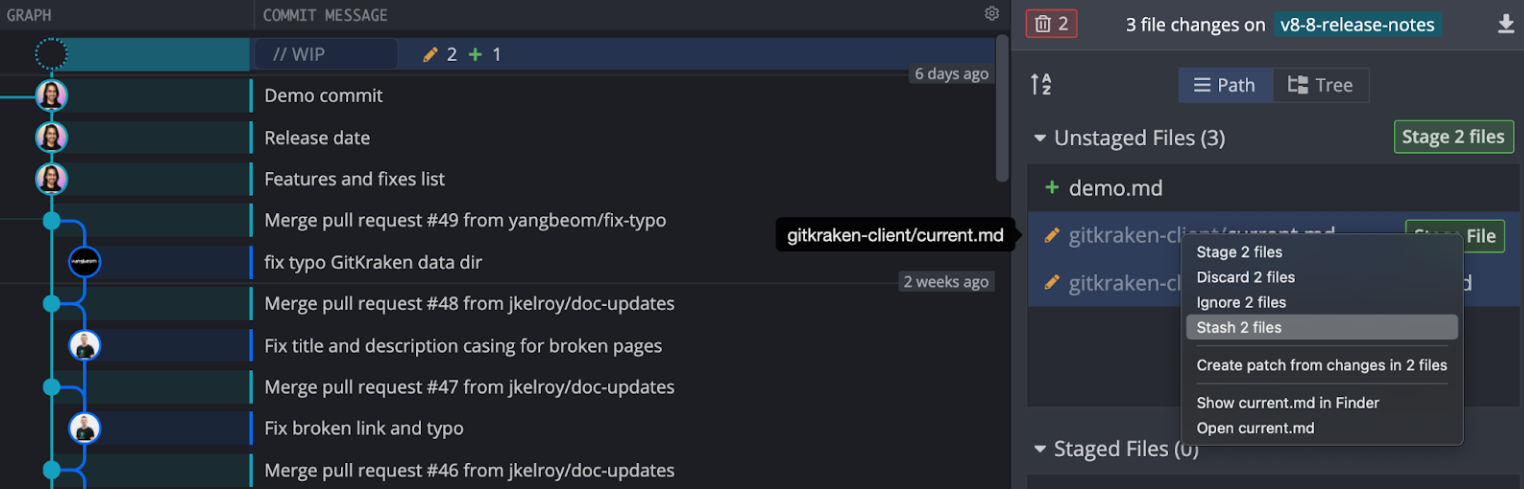 GRAPH
COMMIT MESSAGE
// WIP
2 + 1
6 days ago
Demo commit
Release date
Features and fixes list
Merge pull request #49 from yangbeom/fix-typo
fix typo GitKraken data dir
2 weeks ago
Merge pull request #48 from jkelroy/doc-updates
Fix title and description casing for broken pages
Merge pull request #47 from jkelroy/doc-updates
Fix broken link and typo
Merge pull request #46 from jkelroy/doc-updates
2
3 file changes on v8-8-release-notes
A
Z
Path
Tree
Unstaged Files (3)
Stage 2 files
+ demo.md
gitkraken-client/current.md
gitkraken-client/current.md
File
Stage 2 files
Discard 2 files
Ignore 2 files
Stash 2 files
Create patch from changes in 2 files
Show current.md in Finder
Open current.md
Staged Files (0)